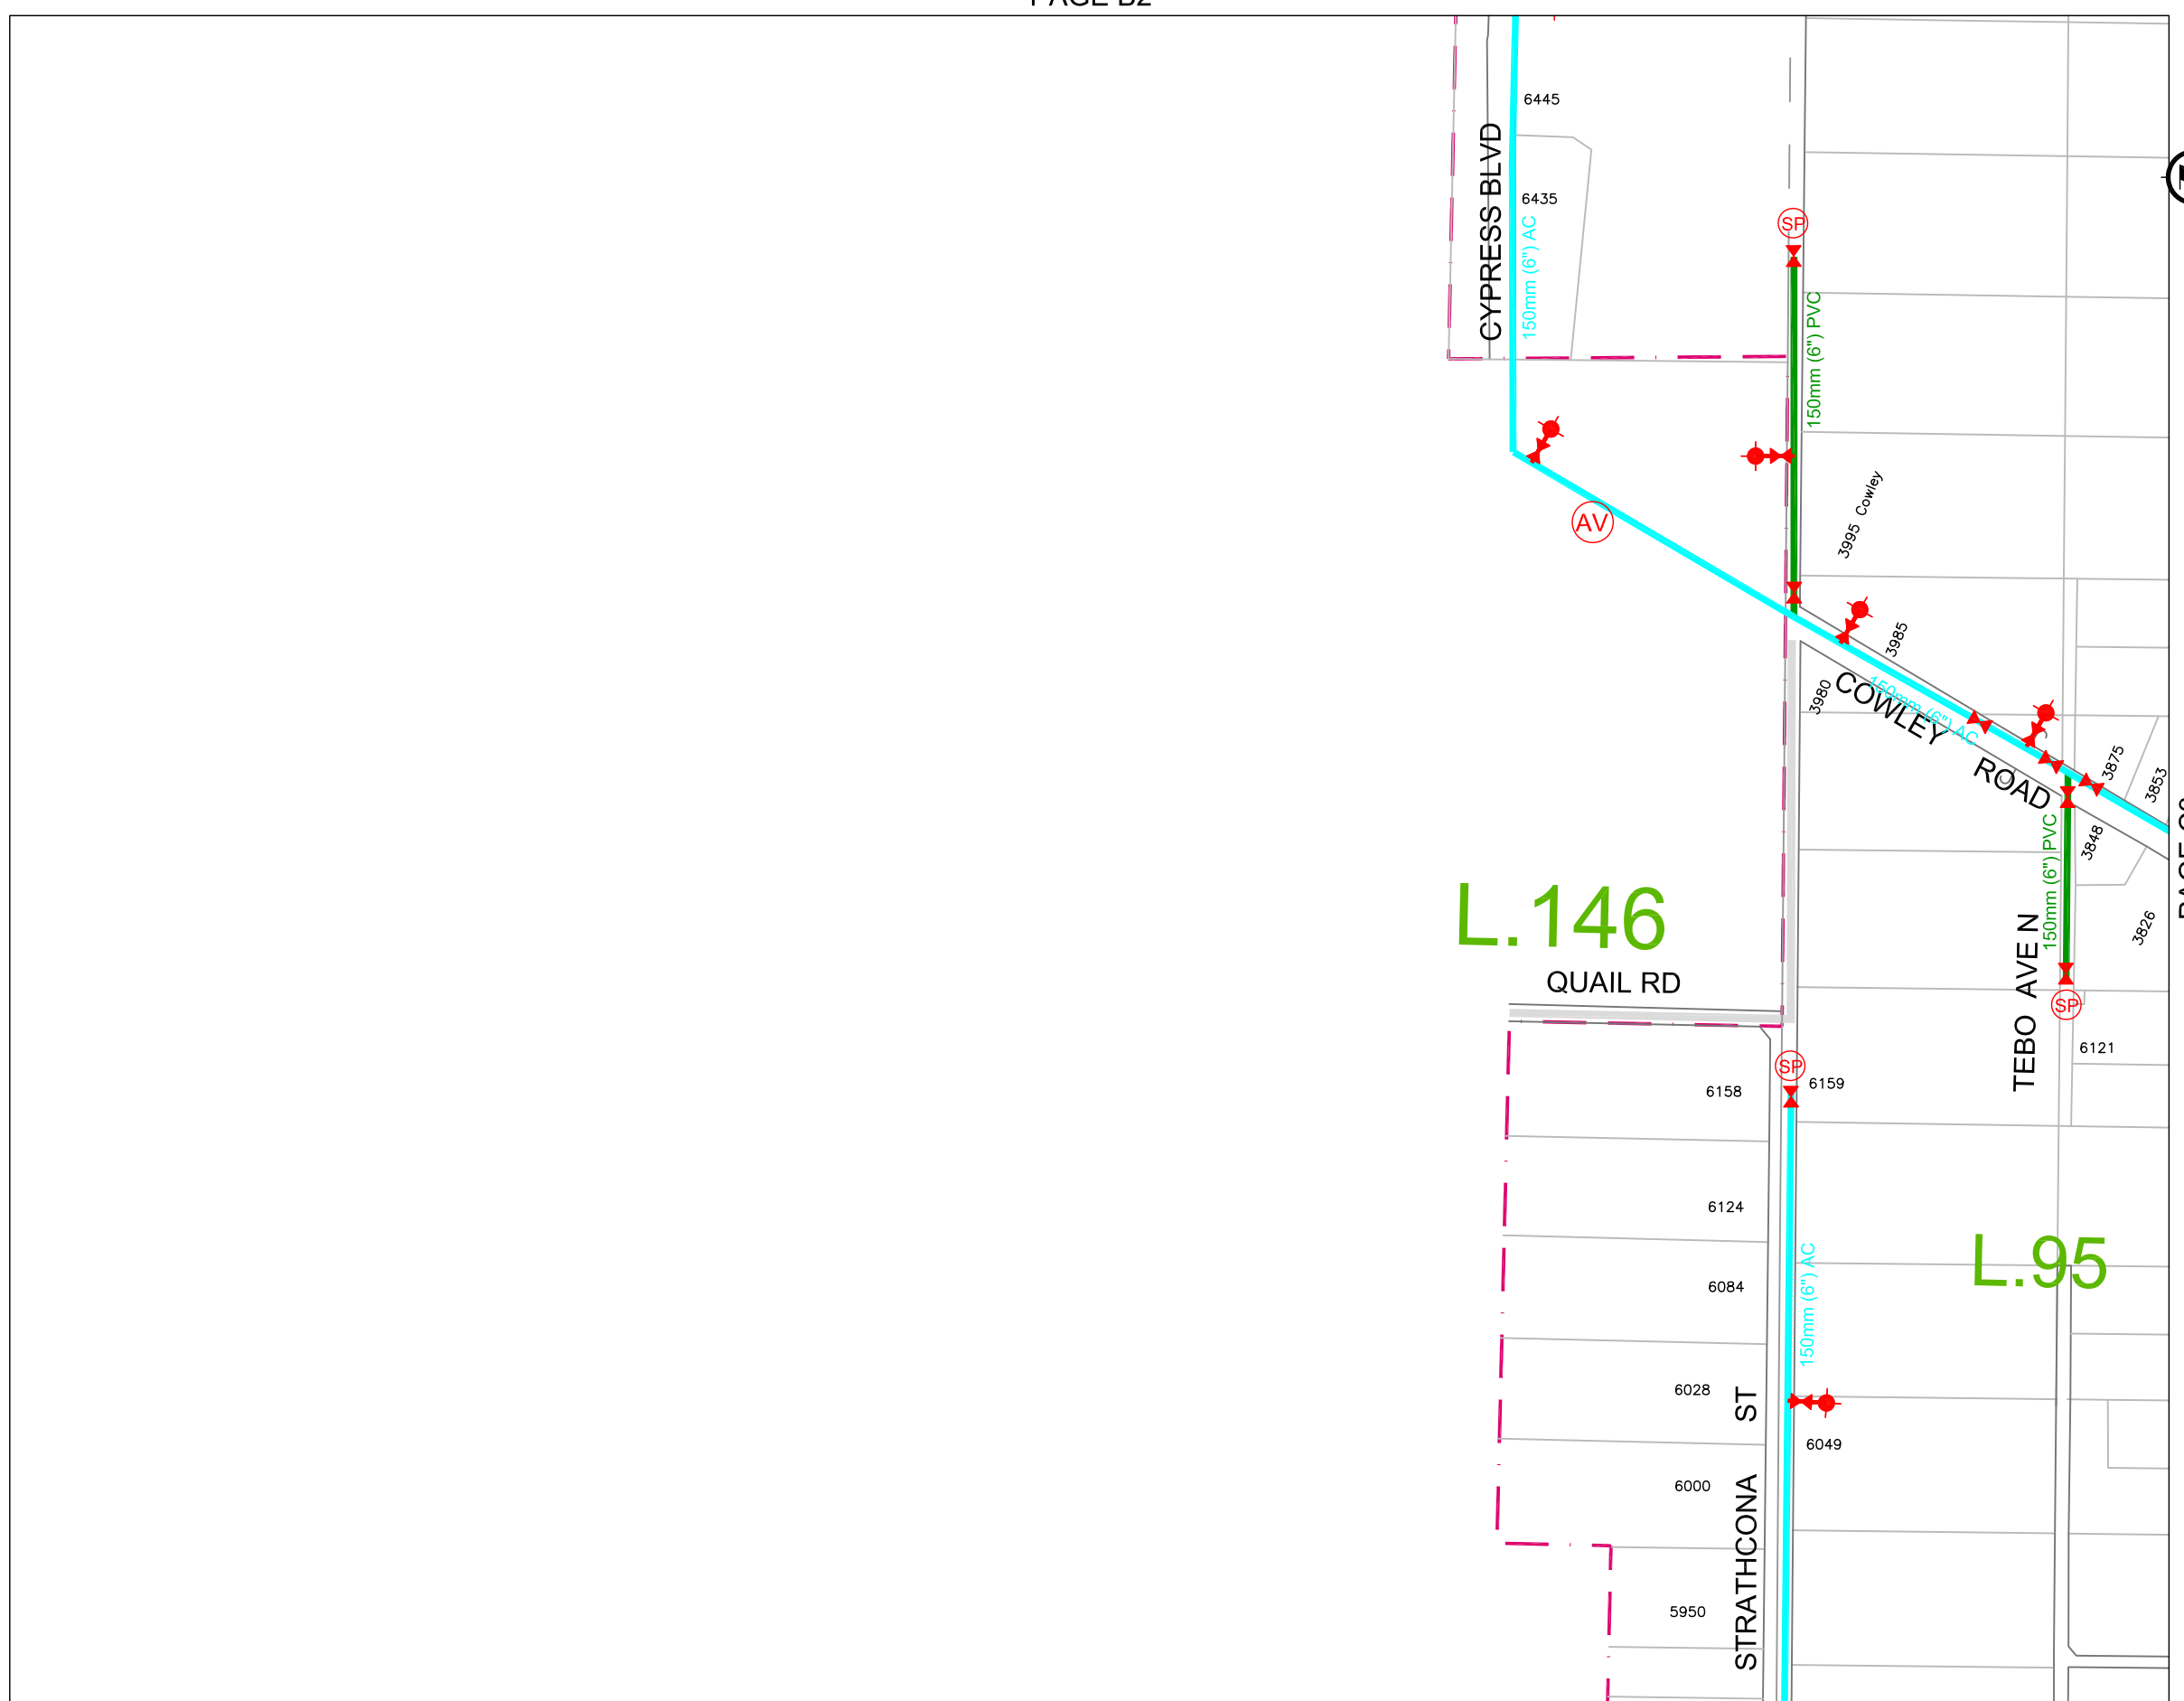 PAGE B2
6445
CYPRESS BLVD
6435
150mm (6") AC
SP
150mm (6") PVC
AV
3995 Cowley
3985
3980
150mm (6") AC
COWLEY
ROAD
3875
3853
3848
150mm (6") PVC
3826
L.146
QUAIL RD
TEBO AVE N
SP
SP
6121
6158
6159
6124
L.95
6084
150mm (6") AC
6028
6049
6000
STRATHCONA ST
5950